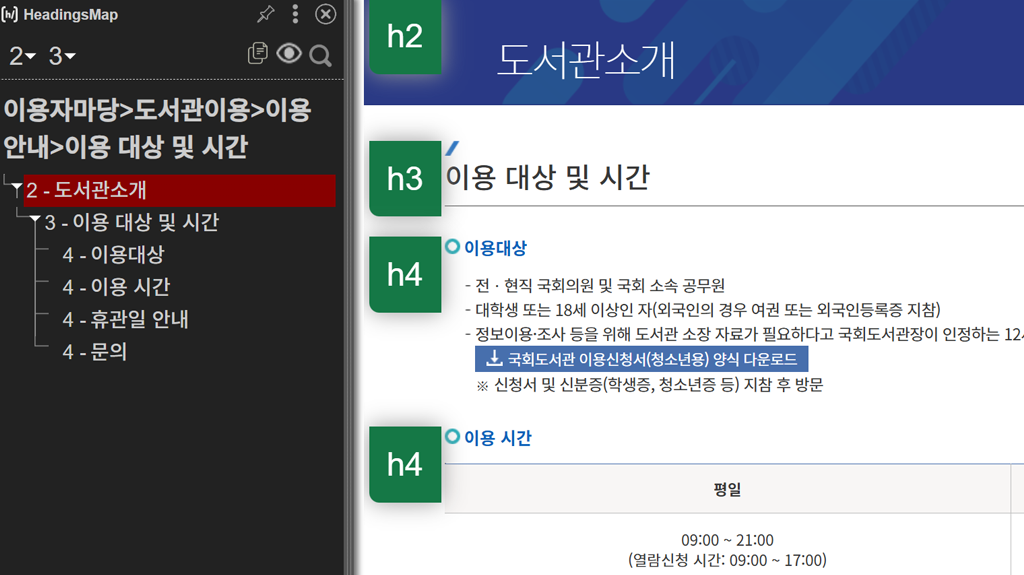 HeadingsMap
2 3
이용자마당>도서관이용>이용
안내>이용 대상 및 시간
2 - 도서관소개
3 - 이용 대상 및 시간
4 - 이용대상
4 - 이용 시간
4 - 휴관일 안내
4 - 문의
h2
도서관소개
h3
이용 대상 및 시간
h4
이용대상
- 전 · 현직 국회의원 및 국회 소속 공무원
- 대학생 또는 18세 이상인 자(외국인의 경우 여권 또는 외국인등록증 지참)
- 정보이용·조사 등을 위해 도서관 소장 자료가 필요하다고 국회도서관장이 인정하는 12
국회도서관 이용신청서(청소년용) 양식 다운로드
※ 신청서 및 신분증(학생증, 청소년증 등) 지참 후 방문
h4
이용 시간
평일
09:00 ~ 21:00
(열람신청 시간: 09:00 ~ 17:00)